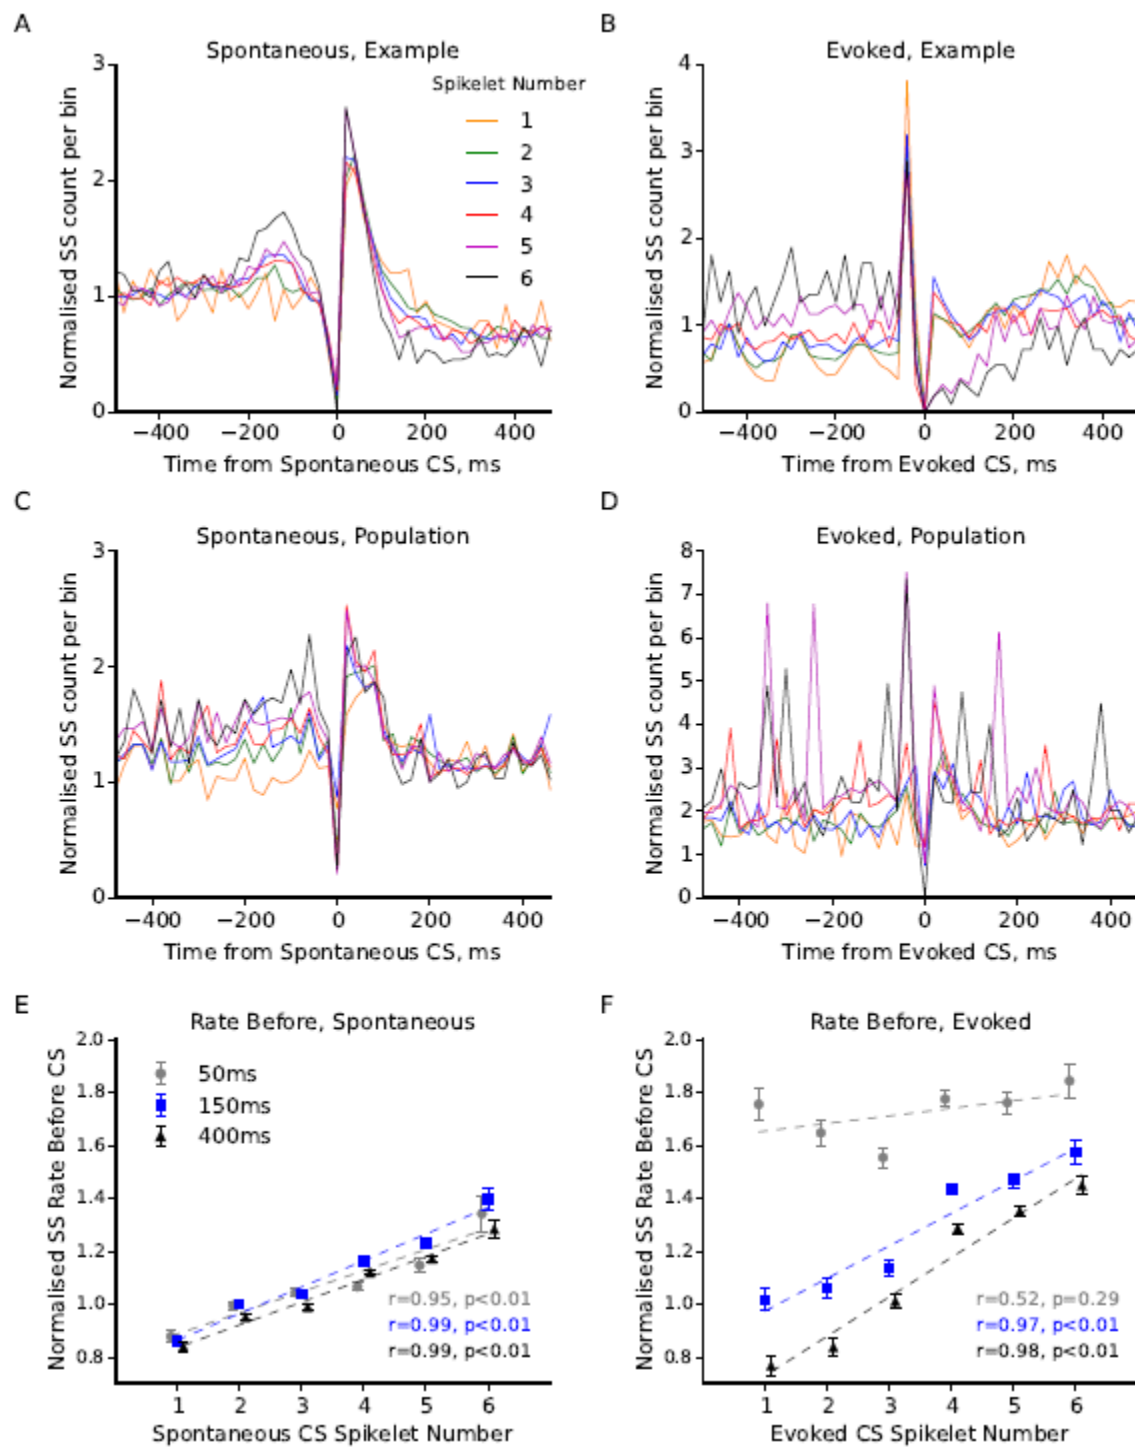 A
Spontaneous, Example
Normalised SS count per bin
3
2
1
0
Spikelet Number
1
2
3
4
5
6
−400 −200 0 200 400
Time from Spontaneous CS, ms
B
Evoked, Example
Normalised SS count per bin
4
3
2
1
0
−400 −200 0 200 400
Time from Evoked CS, ms
C
Spontaneous, Population
Normalised SS count per bin
3
2
1
0
−400 −200 0 200 400
Time from Spontaneous CS, ms
D
Evoked, Population
Normalised SS count per bin
8
7
6
5
4
3
2
1
0
−400 −200 0 200 400
Time from Evoked CS, ms
E
Rate Before, Spontaneous
Normalised SS Rate Before CS
2.0
1.8
1.6
1.4
1.2
1.0
0.8
50ms
150ms
400ms
r=0.95, p<0.01
r=0.99, p<0.01
r=0.99, p<0.01
1 2 3 4 5 6
Spontaneous CS Spikelet Number
F
Rate Before, Evoked
Normalised SS Rate Before CS
2.0
1.8
1.6
1.4
1.2
1.0
0.8
r=0.52, p=0.29
r=0.97, p<0.01
r=0.98, p<0.01
1 2 3 4 5 6
Evoked CS Spikelet Number